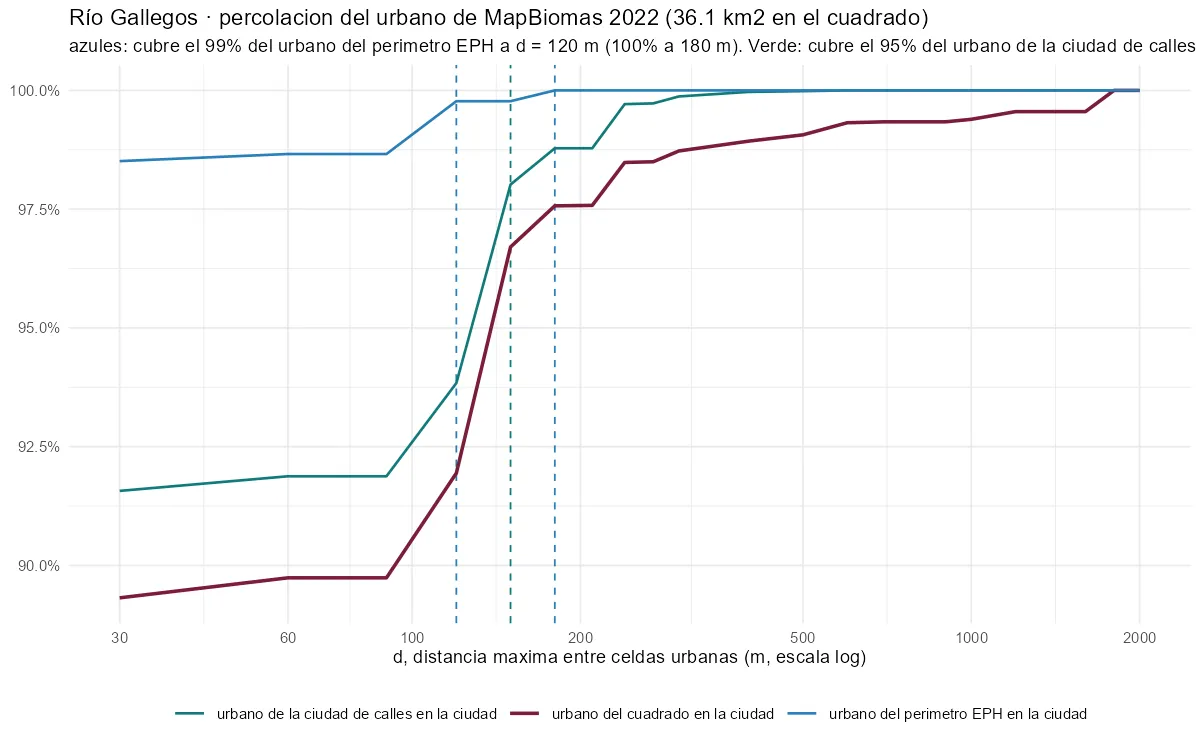 Río Gallegos · percolacion del urbano de MapBiomas 2022 (36.1 km2 en el cuadrado)
azules: cubre el 99% del urbano del perimetro EPH a d = 120 m (100% a 180 m). Verde: cubre el 95% del urbano de la ciudad de calles
100.0%
97.5%
95.0%
92.5%
90.0%
30 60 100 200 500 1000 2000
d, distancia maxima entre celdas urbanas (m, escala log)
urbano de la ciudad de calles en la ciudad urbano del cuadrado en la ciudad urbano del perimetro EPH en la ciudad